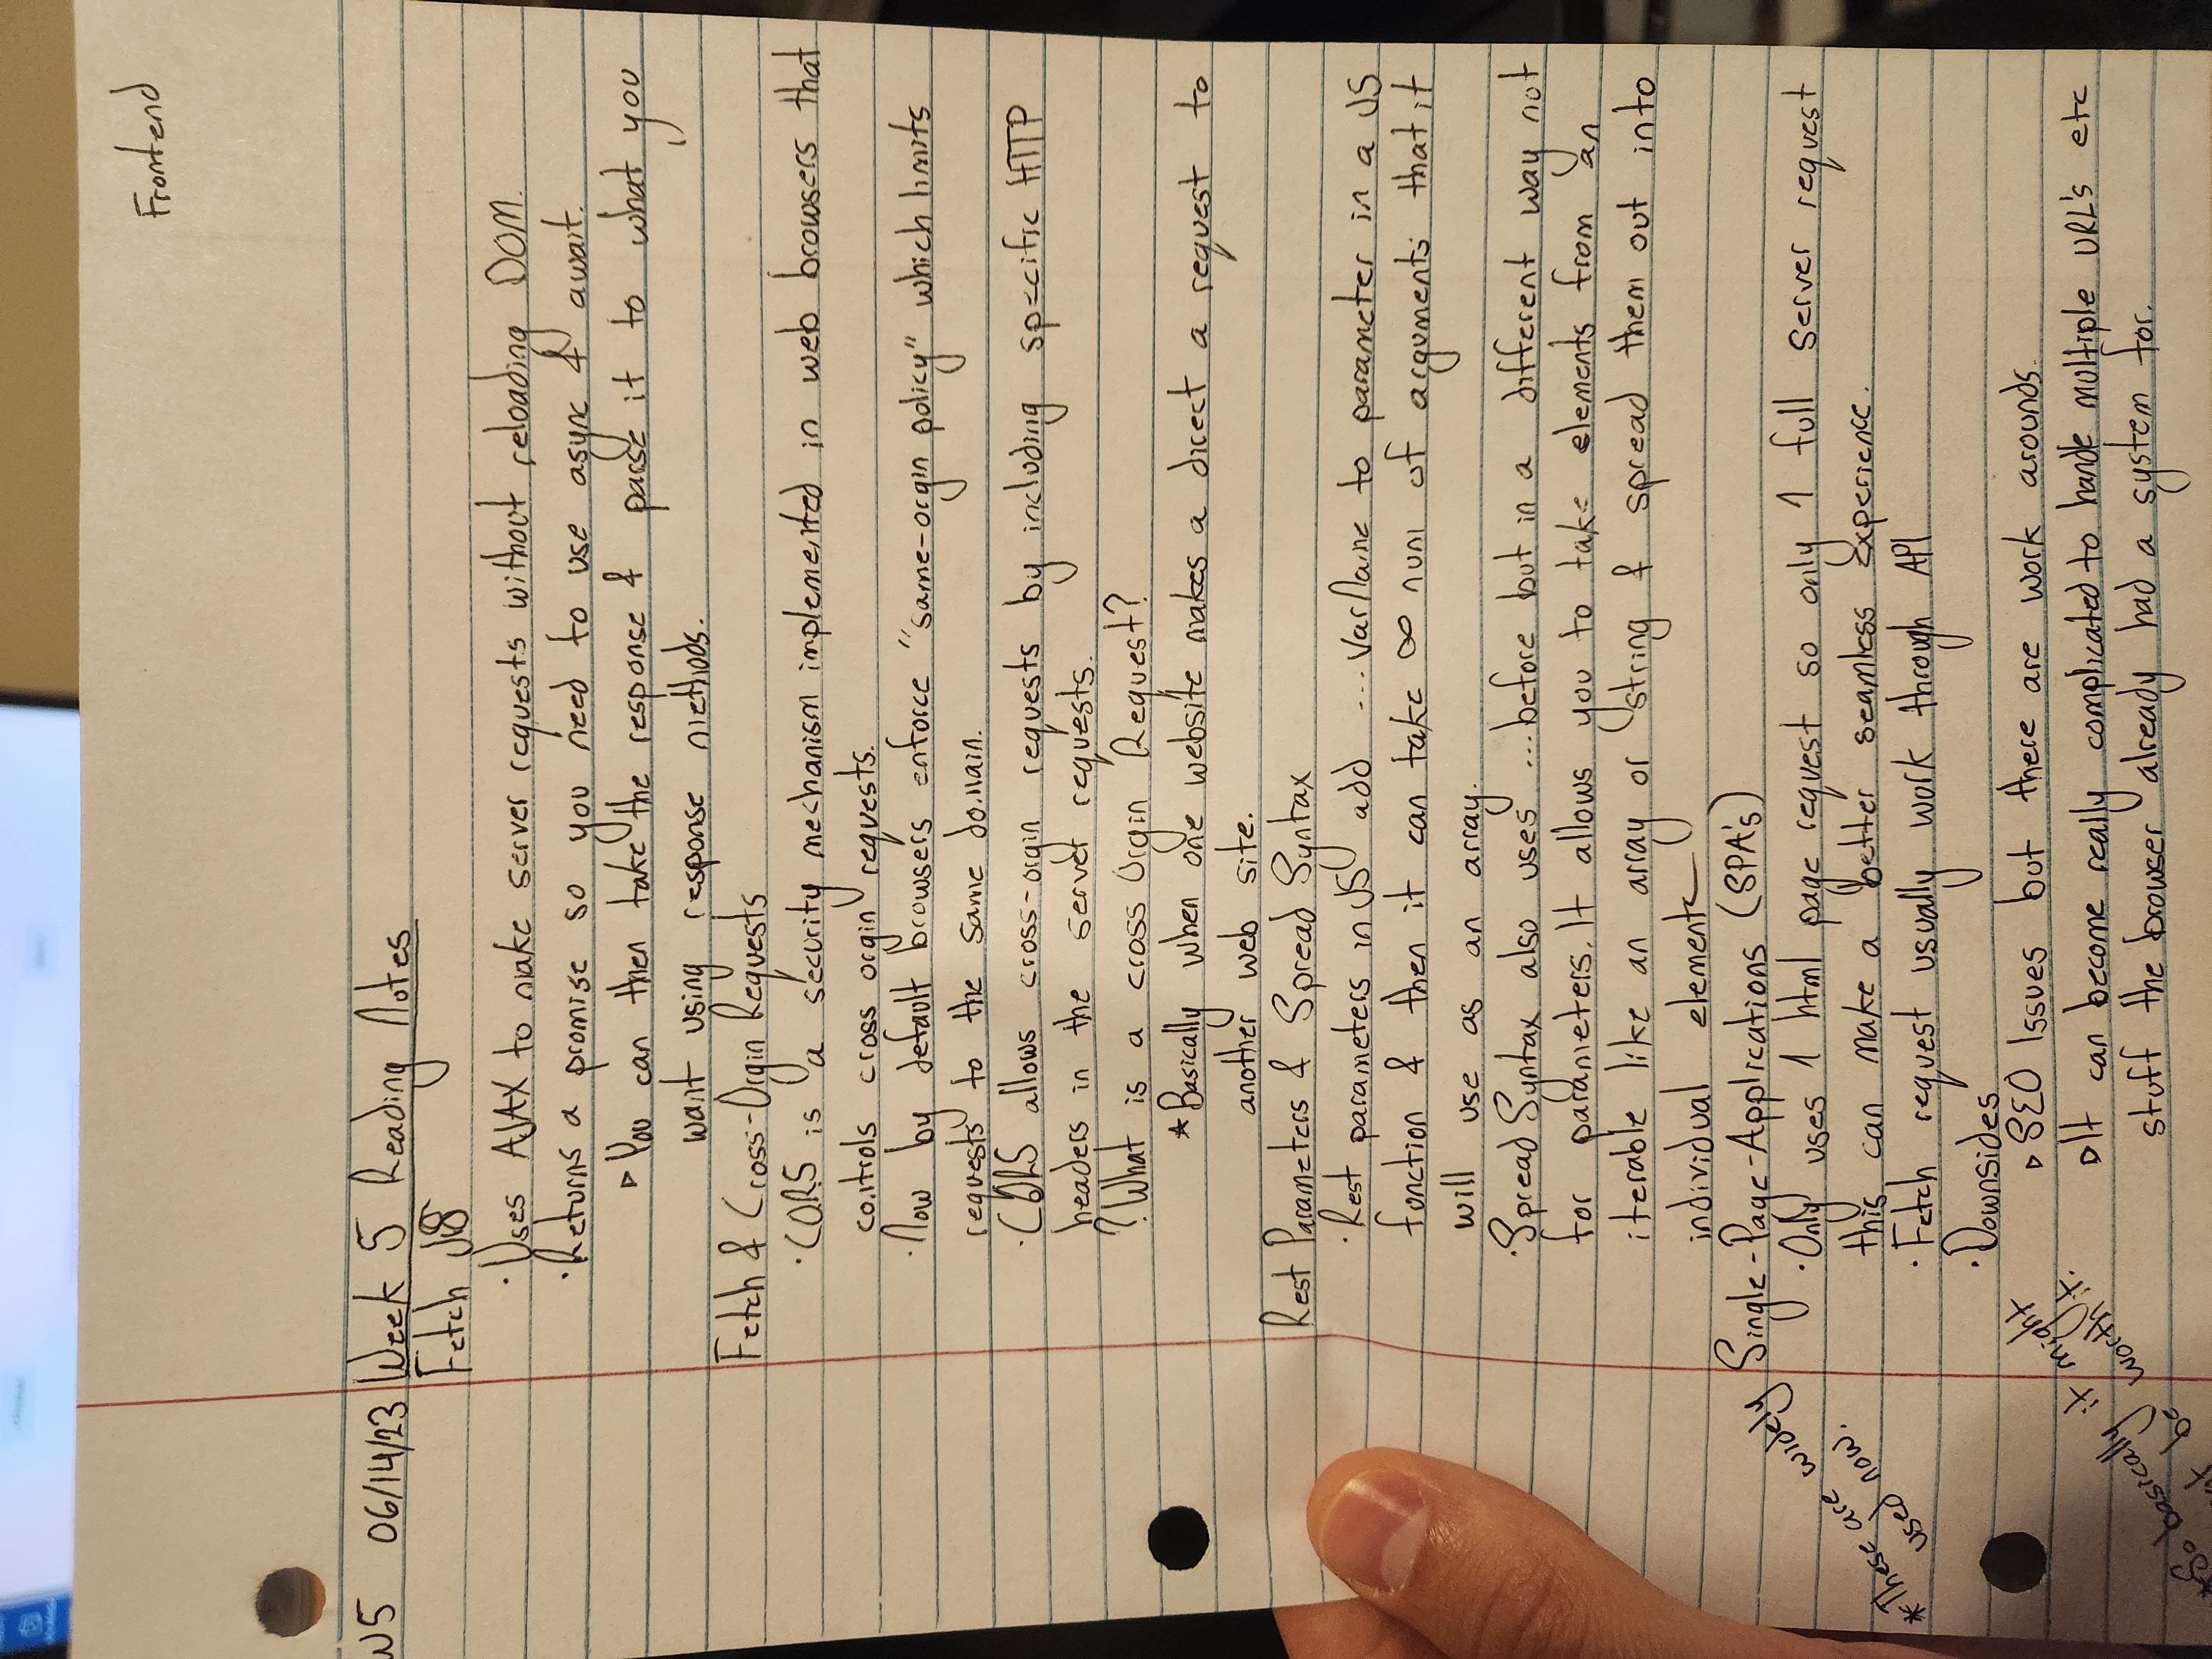 Frontend
W5 06/14/23 Week 5 Reading Notes
Fetch JS
·Uses AJAX to make server requests without reloading DOM.
·Returns a promise so you need to use async & await.
▹You can then take the response & parse it to what you
want using response methods.
Fetch & Cross-Orgin Requests
·CORS is a security mechanism implemented in web browsers that
controls cross orgin requests.
·Now by default browsers enforce "same-orgin policy" which limits
requests to the same domain.
·CORS allows cross-orgin requests by including specific HTTP
headers in the server requests.
?What is a cross Orgin Request?
*Basically when one website makes a direct a request to
another web site.
Rest Parameters & Spread Syntax
·Rest parameters in JS add ...VarName to parameter in a JS
function & then it can take ∞ num of arguments that it
will use as an array.
·Spread Syntax also uses ...before but in a different way not
for parameters. It allows you to take elements from an
iterable like an array or string & spread them out into
individual elements
Single-Page-Applications (SPA's)
*These are widely
used now.
·Only uses 1 html page request so only 1 full server request
this can make a better seamless experience.
·Fetch request usually work through API
·Downsides
▹SEO Issues but there are work arounds.
▹It can become really complicated to handle multiple URL's etc
stuff the browser already had a system for.
*So basically it might
be worth it.